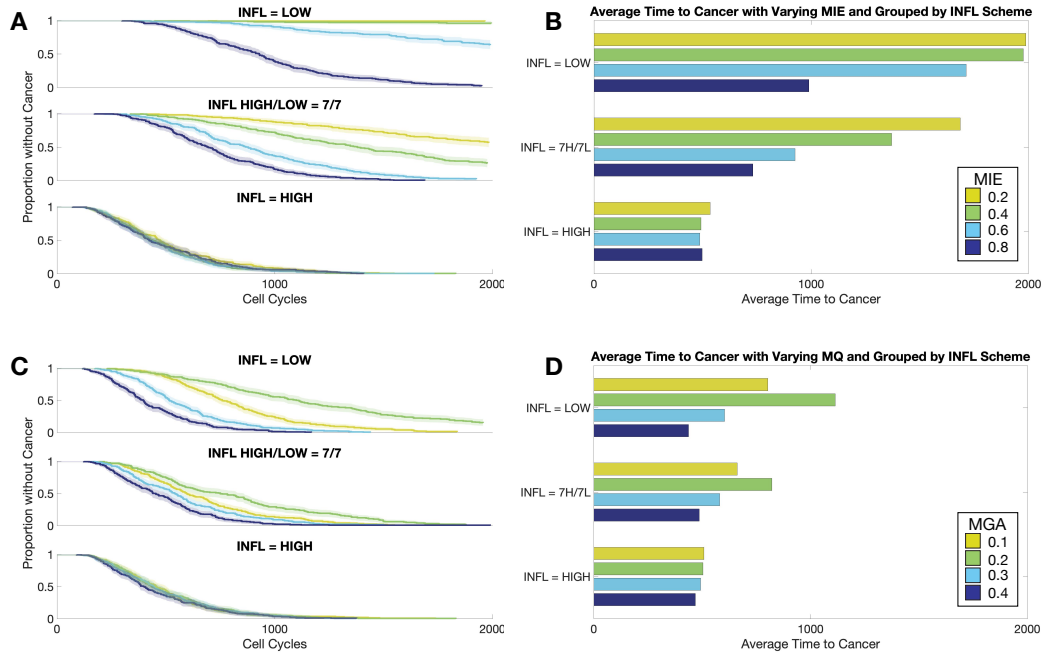 A
INFL = LOW
1
0.5
0
INFL HIGH/LOW = 7/7
1
0.5
0
INFL = HIGH
1
0.5
0
0
1000
2000
Cell Cycles
Proportion without Cancer
B
Average Time to Cancer with Varying MIE and Grouped by INFL Scheme
INFL = LOW
INFL = 7H/7L
INFL = HIGH
MIE
0.2
0.4
0.6
0.8
0
1000
2000
Average Time to Cancer
C
INFL = LOW
1
0.5
0
INFL HIGH/LOW = 7/7
1
0.5
0
INFL = HIGH
1
0.5
0
0
1000
2000
Cell Cycles
Proportion without Cancer
D
Average Time to Cancer with Varying MQ and Grouped by INFL Scheme
INFL = LOW
INFL = 7H/7L
INFL = HIGH
MGA
0.1
0.2
0.3
0.4
0
1000
2000
Average Time to Cancer